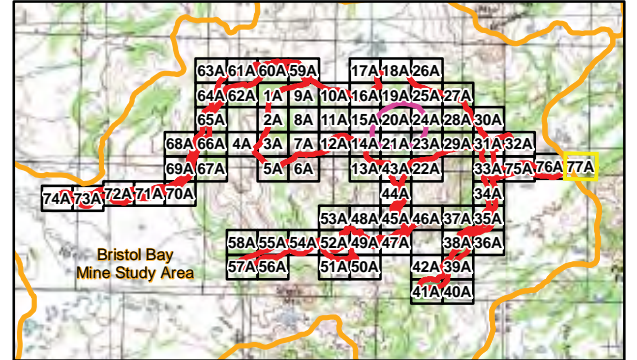 63A 61A 60A 59A 17A 18A 26A
64A 62A 1A 9A 10A 16A 19A 25A 27A
65A 2A 8A 11A 15A 20A 24A 28A 30A
68A 66A 4A 3A 7A 12A 14A 21A 23A 29A 31A 32A
69A 67A 5A 6A 13A 43A 22A 33A 75A 76A 77A
74A 73A 72A 71A 70A 44A 34A
53A 48A 45A 46A 37A 35A
58A 55A 54A 52A 49A 47A 38A 36A
Bristol Bay
Mine Study Area
57A 56A 51A 50A 42A 39A
41A 40A